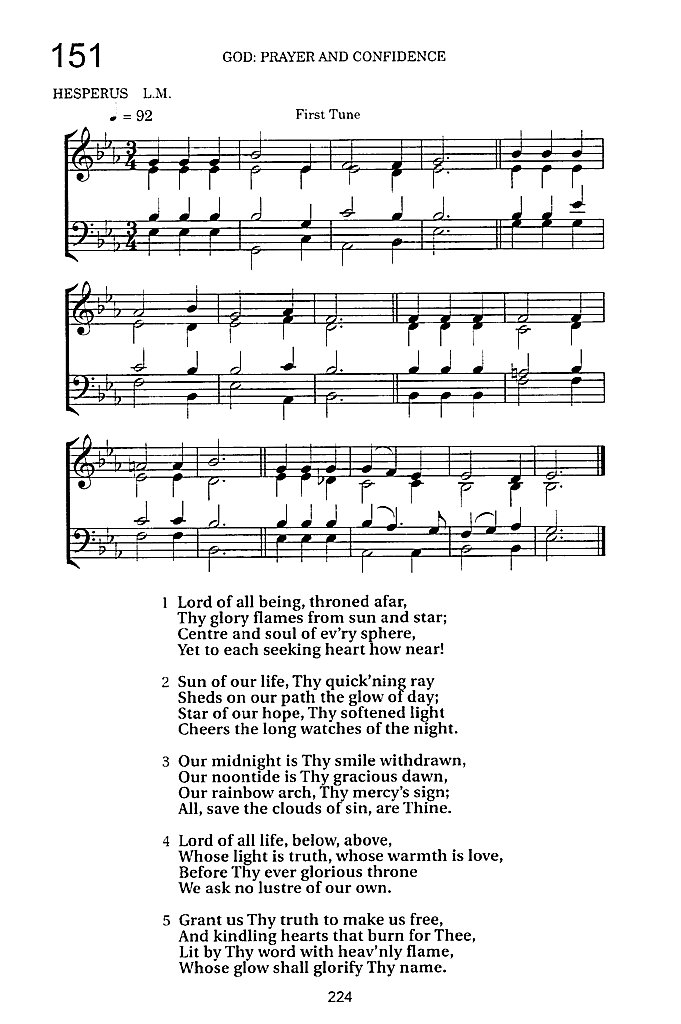 151
GOD: PRAYER AND CONFIDENCE
HESPERUS L.M.
♩ = 92
First Tune
1 Lord of all being, throned afar,
Thy glory flames from sun and star;
Centre and soul of ev'ry sphere,
Yet to each seeking heart how near!
2 Sun of our life, Thy quick'ning ray
Sheds on our path the glow of day;
Star of our hope, Thy softened light
Cheers the long watches of the night.
3 Our midnight is Thy smile withdrawn,
Our noontide is Thy gracious dawn,
Our rainbow arch, Thy mercy's sign;
All, save the clouds of sin, are Thine.
4 Lord of all life, below, above,
Whose light is truth, whose warmth is love,
Before Thy ever glorious throne
We ask no lustre of our own.
5 Grant us Thy truth to make us free,
And kindling hearts that burn for Thee,
Lit by Thy word with heav'nly flame,
Whose glow shall glorify Thy name.
224